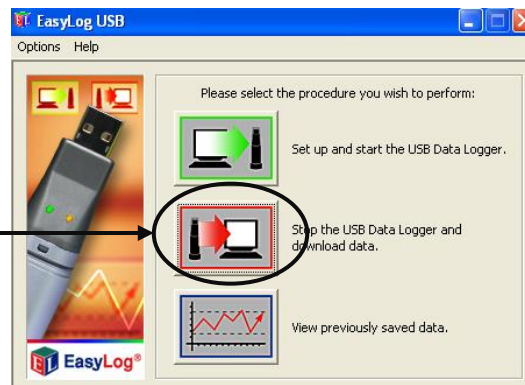 EasyLog USB
Options Help
Please select the procedure you wish to perform:
Set up and start the USB Data Logger.
Stop the USB Data Logger and
download data.
View previously saved data.
EL EasyLog®